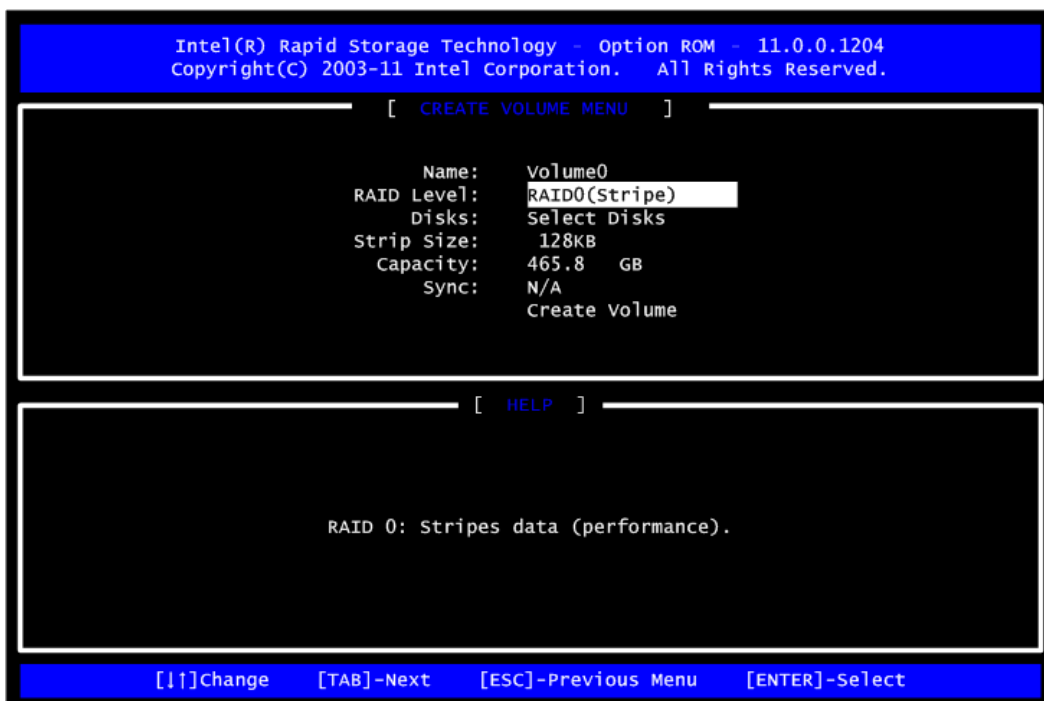 Intel(R) Rapid Storage Technology - Option ROM - 11.0.0.1204
Copyright(C) 2003-11 Intel Corporation. All Rights Reserved.
[ CREATE VOLUME MENU ]
Name: Volume0
RAID Level: RAID0(Stripe)
Disks: Select Disks
Strip Size: 128KB
Capacity: 465.8 GB
Sync: N/A
Create Volume
[ HELP ]
RAID 0: Stripes data (performance).
[↓↑]Change [TAB]-Next [ESC]-Previous Menu [ENTER]-Select